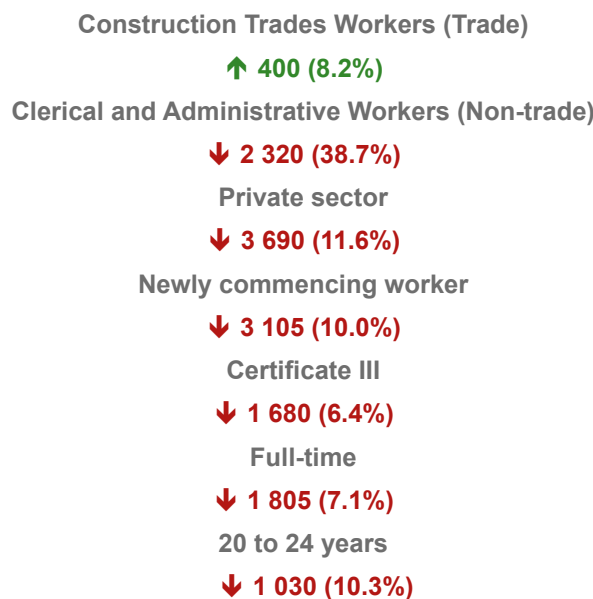 Construction Trades Workers (Trade)
↑ 400 (8.2%)
Clerical and Administrative Workers (Non-trade)
↓ 2 320 (38.7%)
Private sector
↓ 3 690 (11.6%)
Newly commencing worker
↓ 3 105 (10.0%)
Certificate III
↓ 1 680 (6.4%)
Full-time
↓ 1 805 (7.1%)
20 to 24 years
↓ 1 030 (10.3%)